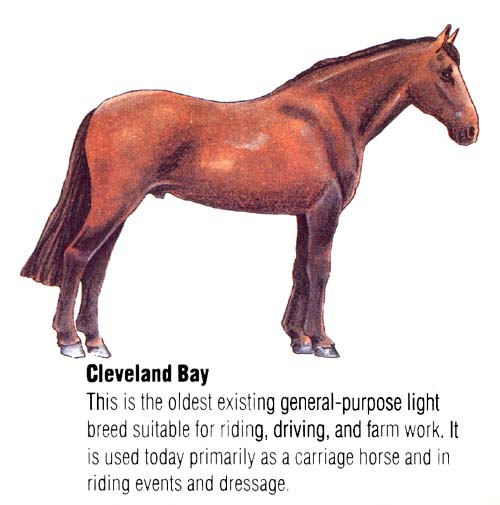 Cleveland Bay
This is the oldest existing general-purpose light
breed suitable for riding, driving, and farm work. It
is used today primarily as a carriage horse and in
riding events and dressage.